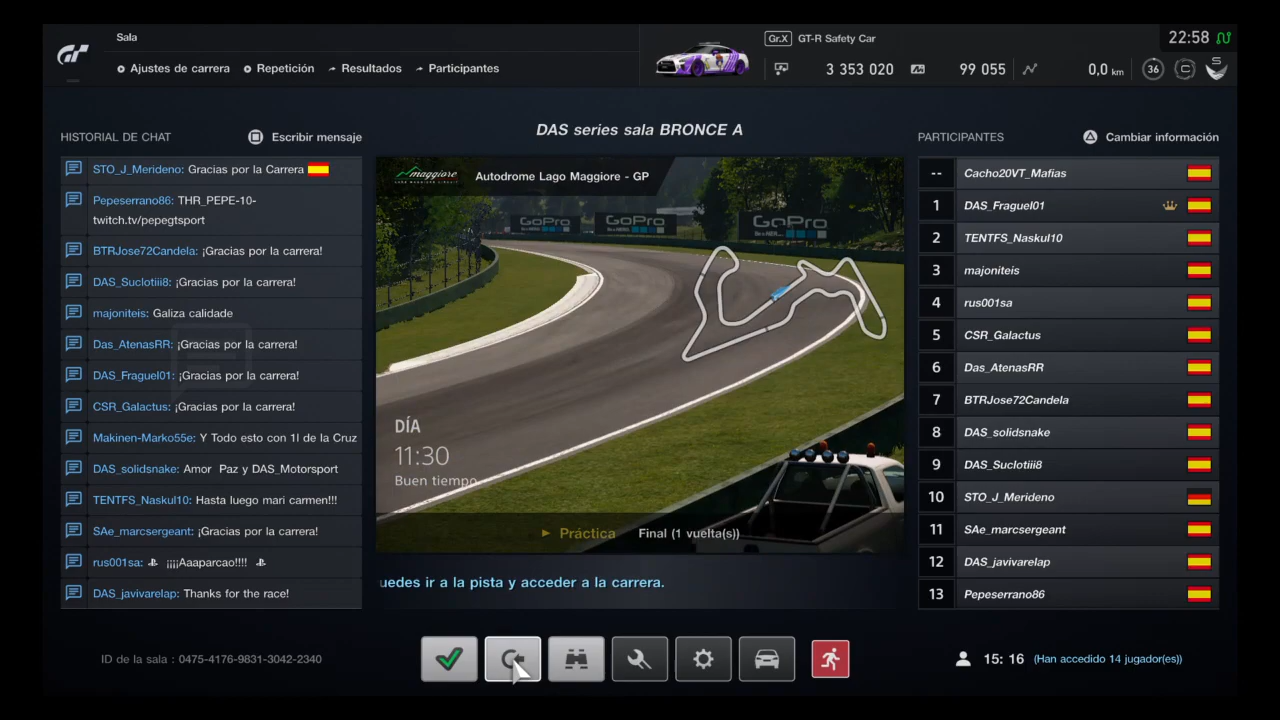 Sala
Ajustes de carrera
Repetición
Resultados
Participantes
Gr.X GT-R Safety Car
3 353 020
99 055
0,0 km
36
S
22:58
HISTORIAL DE CHAT
Escribir mensaje
STO_J_Merideno: Gracias por la Carrera
Pepeserrano86: THR_PEPE-10-
twitch.tv/pepegtsport
BTRJose72Candela: ¡Gracias por la carrera!
DAS_Suclotiii8: ¡Gracias por la carrera!
majoniteis: Galiza calidade
Das_AtenasRR: ¡Gracias por la carrera!
DAS_Fraguel01: ¡Gracias por la carrera!
CSR_Galactus: ¡Gracias por la carrera!
Makinen-Marko55e: Y Todo esto con 1l de la Cruz
DAS_solidsnake: Amor Paz y DAS_Motorsport
TENTFS_Naskul10: Hasta luego mari carmen!!!
SAe_marcsergeant: ¡Gracias por la carrera!
rus001sa: ¡¡¡¡Aaaparcao!!!!
DAS_javivarelap: Thanks for the race!
DAS series sala BRONCE A
maggiore
Autodrome Lago Maggiore - GP
GoPro
GoPro
GoPro
DÍA
11:30
Buen tiempo
Práctica
Final (1 vuelta(s))
uedes ir a la pista y acceder a la carrera.
PARTICIPANTES
Cambiar información
-- Cacho20VT_Mafias
1 DAS_Fraguel01
2 TENTFS_Naskul10
3 majoniteis
4 rus001sa
5 CSR_Galactus
6 Das_AtenasRR
7 BTRJose72Candela
8 DAS_solidsnake
9 DAS_Suclotiii8
10 STO_J_Merideno
11 SAe_marcsergeant
12 DAS_javivarelap
13 Pepeserrano86
ID de la sala : 0475-4176-9831-3042-2340
15: 16 (Han accedido 14 jugador(es))